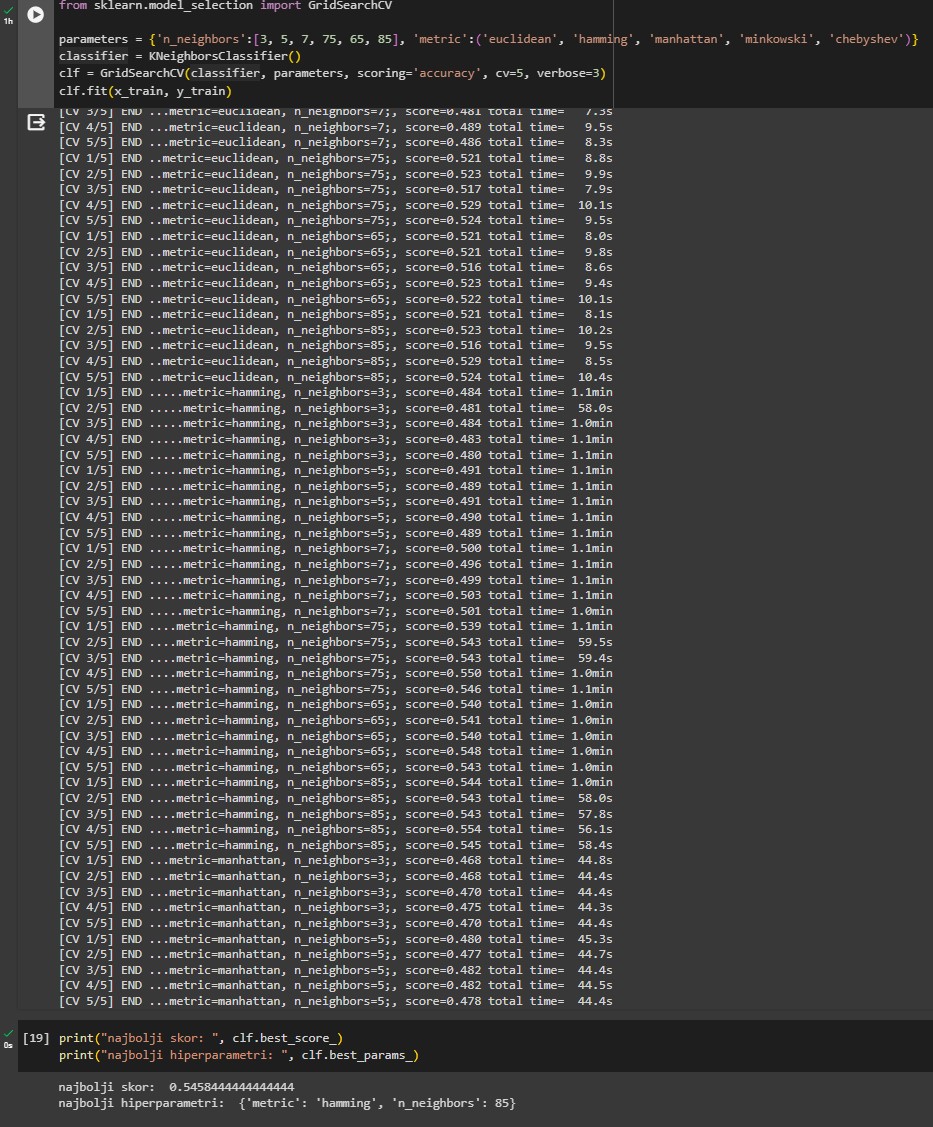 from sklearn.model_selection import GridSearchCV
1h
parameters = {'n_neighbors':[3, 5, 7, 75, 65, 85], 'metric':('euclidean', 'hamming', 'manhattan', 'minkowski', 'chebyshev')}
classifier = KNeighborsClassifier()
clf = GridSearchCV(classifier, parameters, scoring='accuracy', cv=5, verbose=3)
clf.fit(x_train, y_train)
[CV 3/5] END ...metric=euclidean, n_neighbors=7;, score=0.481 total time=   7.3s
[CV 4/5] END ...metric=euclidean, n_neighbors=7;, score=0.489 total time=   9.5s
[CV 5/5] END ...metric=euclidean, n_neighbors=7;, score=0.486 total time=   8.3s
[CV 1/5] END ..metric=euclidean, n_neighbors=75;, score=0.521 total time=   8.8s
[CV 2/5] END ..metric=euclidean, n_neighbors=75;, score=0.523 total time=   9.9s
[CV 3/5] END ..metric=euclidean, n_neighbors=75;, score=0.517 total time=   7.9s
[CV 4/5] END ..metric=euclidean, n_neighbors=75;, score=0.529 total time=  10.1s
[CV 5/5] END ..metric=euclidean, n_neighbors=75;, score=0.524 total time=   9.5s
[CV 1/5] END ..metric=euclidean, n_neighbors=65;, score=0.521 total time=   8.0s
[CV 2/5] END ..metric=euclidean, n_neighbors=65;, score=0.521 total time=   9.8s
[CV 3/5] END ..metric=euclidean, n_neighbors=65;, score=0.516 total time=   8.6s
[CV 4/5] END ..metric=euclidean, n_neighbors=65;, score=0.523 total time=   9.4s
[CV 5/5] END ..metric=euclidean, n_neighbors=65;, score=0.522 total time=  10.1s
[CV 1/5] END ..metric=euclidean, n_neighbors=85;, score=0.521 total time=   8.1s
[CV 2/5] END ..metric=euclidean, n_neighbors=85;, score=0.523 total time=  10.2s
[CV 3/5] END ..metric=euclidean, n_neighbors=85;, score=0.516 total time=   9.5s
[CV 4/5] END ..metric=euclidean, n_neighbors=85;, score=0.529 total time=   8.5s
[CV 5/5] END ..metric=euclidean, n_neighbors=85;, score=0.524 total time=  10.4s
[CV 1/5] END .....metric=hamming, n_neighbors=3;, score=0.484 total time= 1.1min
[CV 2/5] END .....metric=hamming, n_neighbors=3;, score=0.481 total time=  58.0s
[CV 3/5] END .....metric=hamming, n_neighbors=3;, score=0.484 total time= 1.0min
[CV 4/5] END .....metric=hamming, n_neighbors=3;, score=0.483 total time= 1.1min
[CV 5/5] END .....metric=hamming, n_neighbors=3;, score=0.480 total time= 1.1min
[CV 1/5] END .....metric=hamming, n_neighbors=5;, score=0.491 total time= 1.1min
[CV 2/5] END .....metric=hamming, n_neighbors=5;, score=0.489 total time= 1.1min
[CV 3/5] END .....metric=hamming, n_neighbors=5;, score=0.491 total time= 1.1min
[CV 4/5] END .....metric=hamming, n_neighbors=5;, score=0.490 total time= 1.1min
[CV 5/5] END .....metric=hamming, n_neighbors=5;, score=0.489 total time= 1.1min
[CV 1/5] END .....metric=hamming, n_neighbors=7;, score=0.500 total time= 1.1min
[CV 2/5] END .....metric=hamming, n_neighbors=7;, score=0.496 total time= 1.1min
[CV 3/5] END .....metric=hamming, n_neighbors=7;, score=0.499 total time= 1.1min
[CV 4/5] END .....metric=hamming, n_neighbors=7;, score=0.503 total time= 1.1min
[CV 5/5] END .....metric=hamming, n_neighbors=7;, score=0.501 total time= 1.0min
[CV 1/5] END ....metric=hamming, n_neighbors=75;, score=0.539 total time= 1.1min
[CV 2/5] END ....metric=hamming, n_neighbors=75;, score=0.543 total time=  59.5s
[CV 3/5] END ....metric=hamming, n_neighbors=75;, score=0.543 total time=  59.4s
[CV 4/5] END ....metric=hamming, n_neighbors=75;, score=0.550 total time= 1.0min
[CV 5/5] END ....metric=hamming, n_neighbors=75;, score=0.546 total time= 1.1min
[CV 1/5] END ....metric=hamming, n_neighbors=65;, score=0.540 total time= 1.0min
[CV 2/5] END ....metric=hamming, n_neighbors=65;, score=0.541 total time= 1.0min
[CV 3/5] END ....metric=hamming, n_neighbors=65;, score=0.540 total time= 1.0min
[CV 4/5] END ....metric=hamming, n_neighbors=65;, score=0.548 total time= 1.0min
[CV 5/5] END ....metric=hamming, n_neighbors=65;, score=0.543 total time= 1.0min
[CV 1/5] END ....metric=hamming, n_neighbors=85;, score=0.544 total time= 1.0min
[CV 2/5] END ....metric=hamming, n_neighbors=85;, score=0.543 total time=  58.0s
[CV 3/5] END ....metric=hamming, n_neighbors=85;, score=0.543 total time=  57.8s
[CV 4/5] END ....metric=hamming, n_neighbors=85;, score=0.554 total time=  56.1s
[CV 5/5] END ....metric=hamming, n_neighbors=85;, score=0.545 total time=  58.4s
[CV 1/5] END ...metric=manhattan, n_neighbors=3;, score=0.468 total time=  44.8s
[CV 2/5] END ...metric=manhattan, n_neighbors=3;, score=0.468 total time=  44.4s
[CV 3/5] END ...metric=manhattan, n_neighbors=3;, score=0.470 total time=  44.4s
[CV 4/5] END ...metric=manhattan, n_neighbors=3;, score=0.475 total time=  44.3s
[CV 5/5] END ...metric=manhattan, n_neighbors=3;, score=0.470 total time=  44.4s
[CV 1/5] END ...metric=manhattan, n_neighbors=5;, score=0.480 total time=  45.3s
[CV 2/5] END ...metric=manhattan, n_neighbors=5;, score=0.477 total time=  44.7s
[CV 3/5] END ...metric=manhattan, n_neighbors=5;, score=0.482 total time=  44.4s
[CV 4/5] END ...metric=manhattan, n_neighbors=5;, score=0.482 total time=  44.5s
[CV 5/5] END ...metric=manhattan, n_neighbors=5;, score=0.478 total time=  44.4s
[19] print("najbolji skor: ", clf.best_score_)
0s
print("najbolji hiperparametri: ", clf.best_params_)
najbolji skor:  0.5458444444444444
najbolji hiperparametri:  {'metric': 'hamming', 'n_neighbors': 85}